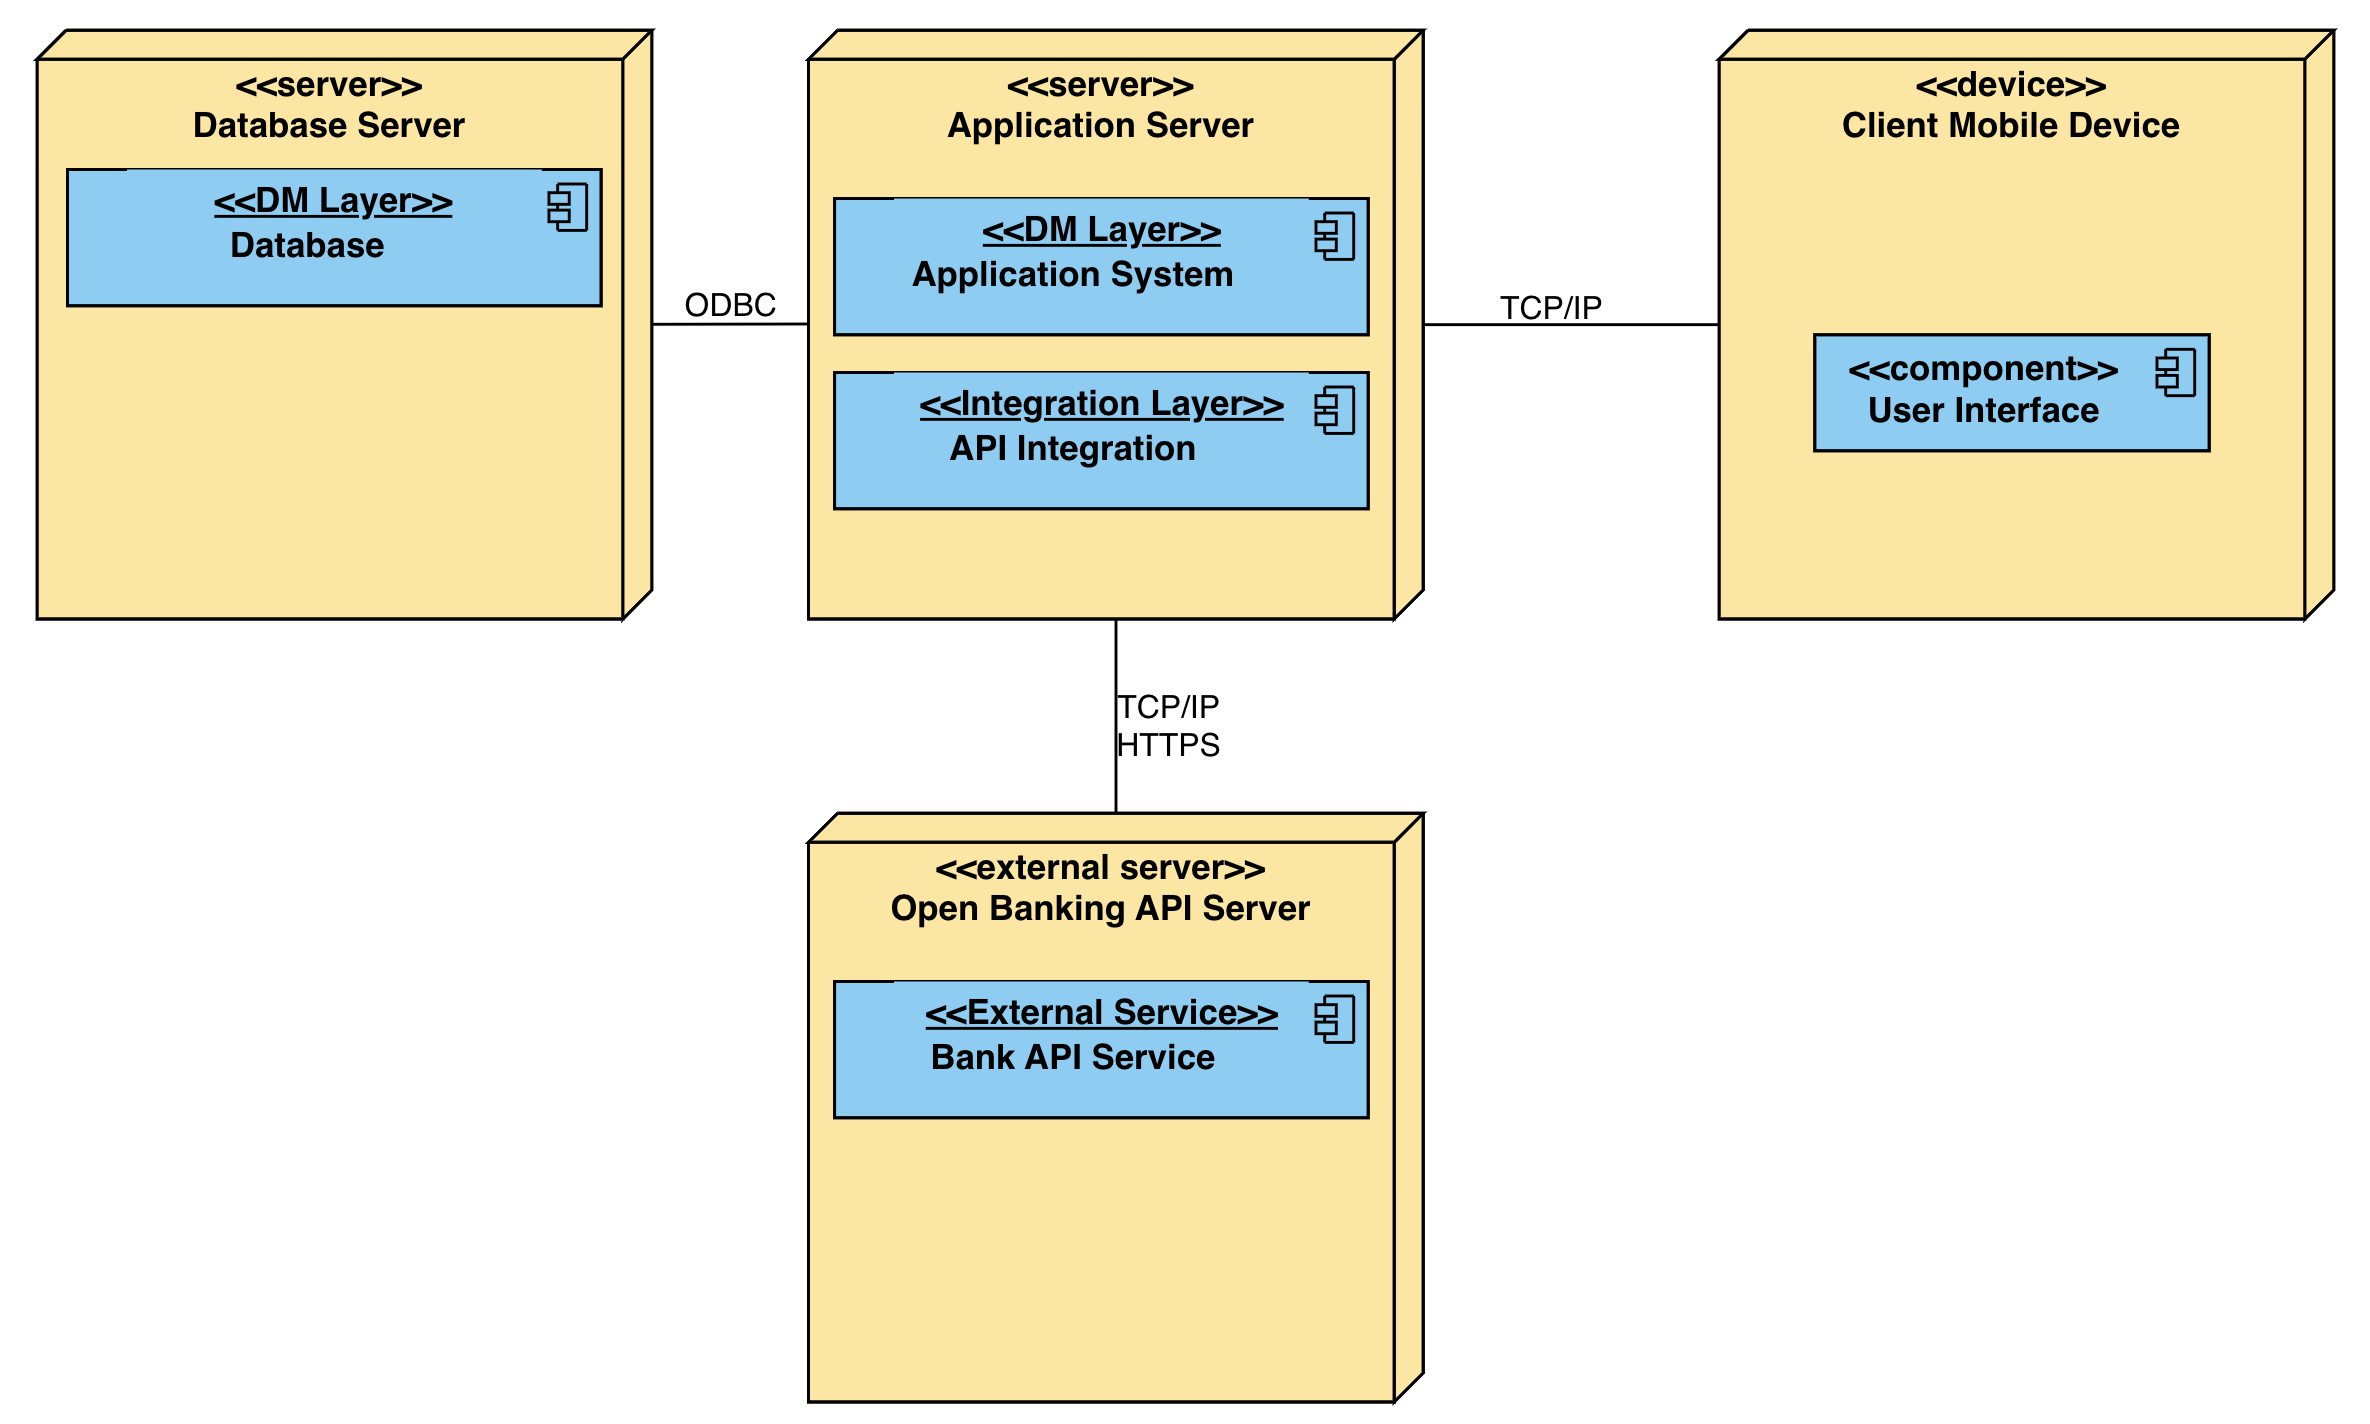 <<server>>
Database Server
<<DM Layer>>
Database
ODBC
<<server>>
Application Server
<<DM Layer>>
Application System
<<Integration Layer>>
API Integration
TCP/IP
<<device>>
Client Mobile Device
<<component>>
User Interface
TCP/IP
HTTPS
<<external server>>
Open Banking API Server
<<External Service>>
Bank API Service